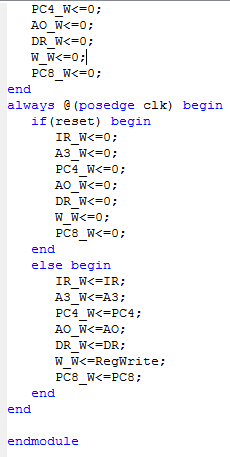 PC4_W<=0;
AO_W<=0;
DR_W<=0;
W_W<=0;
PC8_W<=0;
end
always @(posedge clk) begin
if(reset) begin
IR_W<=0;
A3_W<=0;
PC4_W<=0;
AO_W<=0;
DR_W<=0;
W_W<=0;
PC8_W<=0;
end
else begin
IR_W<=IR;
A3_W<=A3;
PC4_W<=PC4;
AO_W<=AO;
DR_W<=DR;
W_W<=RegWrite;
PC8_W<=PC8;
end
end
endmodule